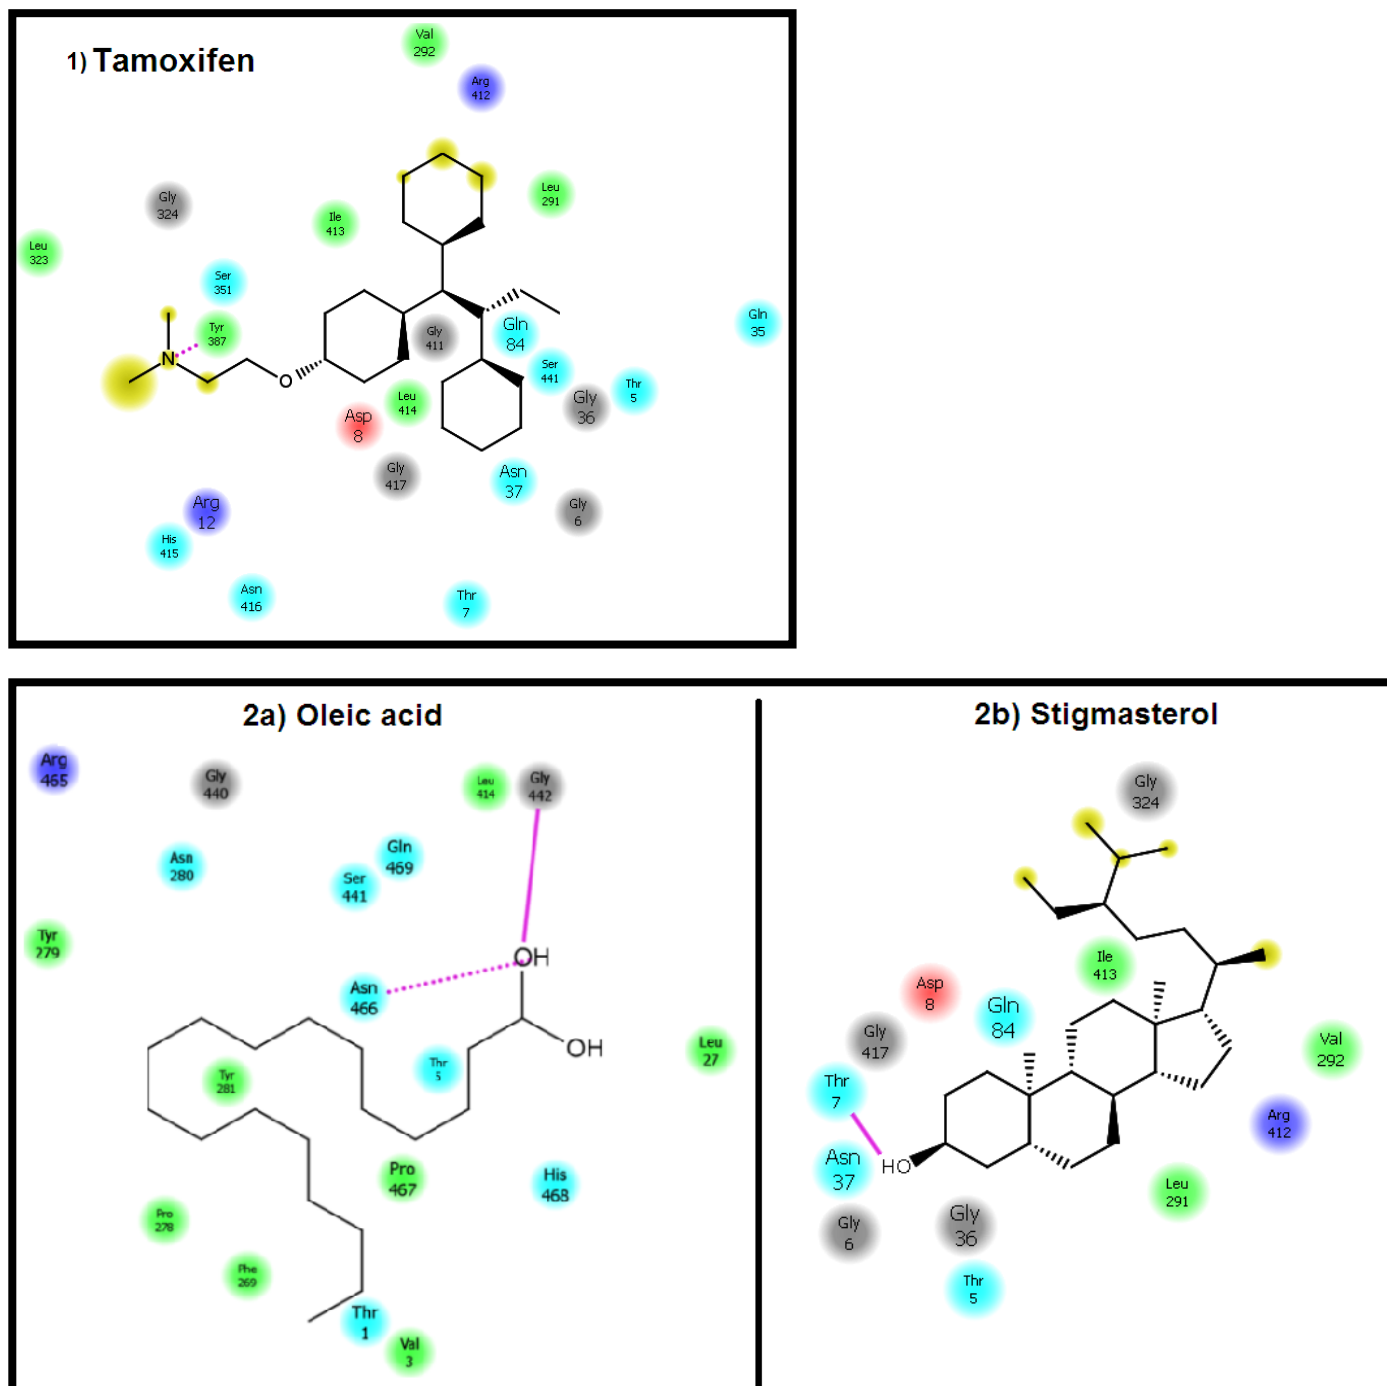 1) Tamoxifen
Val
292
Arg
412
Leu
291
Gly
324
Ile
413
Leu
323
Ser
351
Tyr
387
Gly
411
Gln
84
Gln
35
Ser
441
Thr
5
Gly
36
N
O
Leu
414
Asp
8
Gly
417
Asn
37
Gly
6
Arg
12
His
415
Asn
416
Thr
7
2a) Oleic acid
Arg
465
Gly
440
Leu
414
Gly
442
Asn
280
Gln
469
Ser
441
Tyr
279
OH
Asn
466
OH
Leu
27
Thr
5
Tyr
281
Pro
467
His
468
Pro
278
Phe
269
Thr
1
Val
3
2b) Stigmasterol
Gly
324
Ile
413
Asp
8
Gln
84
Gly
417
Val
292
Thr
7
Arg
412
Asn
37
HO
Leu
291
Gly
6
Gly
36
Thr
5